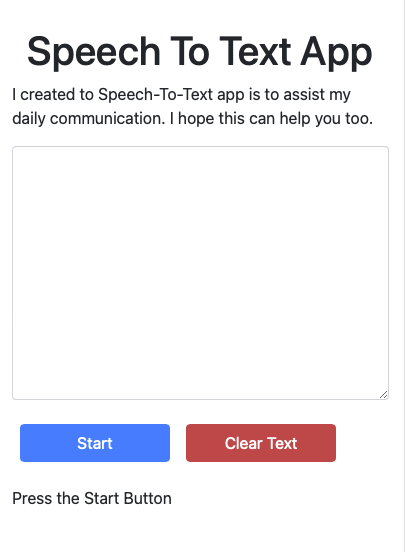 Speech To Text App
I created to Speech-To-Text app is to assist my
daily communication. I hope this can help you too.
Start
Clear Text
Press the Start Button